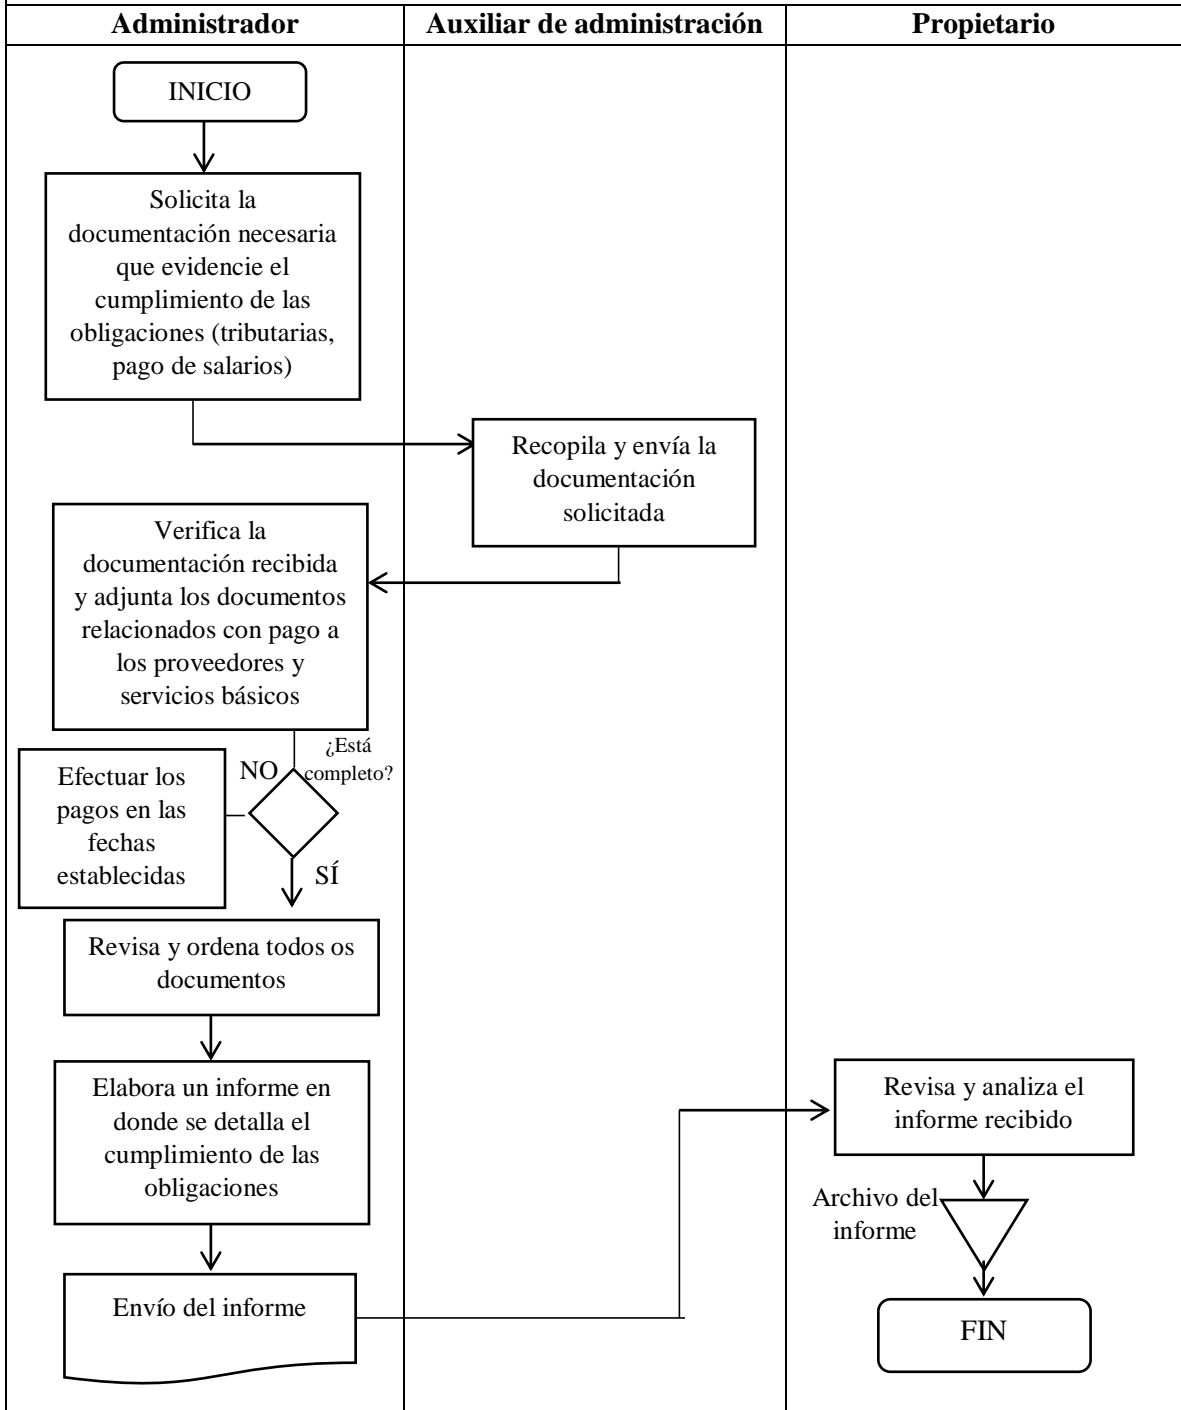 Administrador
Auxiliar de administración
Propietario
INICIO
Solicita la
documentación necesaria
que evidencie el
cumplimiento de las
obligaciones (tributarias,
pago de salarios)
Recopila y envía la
documentación
solicitada
Verifica la
documentación recibida
y adjunta los documentos
relacionados con pago a
los proveedores y
servicios básicos
¿Está
completo?
NO
Efectuar los
pagos en las
fechas
establecidas
SÍ
Revisa y ordena todos os
documentos
Elabora un informe en
donde se detalla el
cumplimiento de las
obligaciones
Envío del informe
Revisa y analiza el
informe recibido
Archivo del
informe
FIN